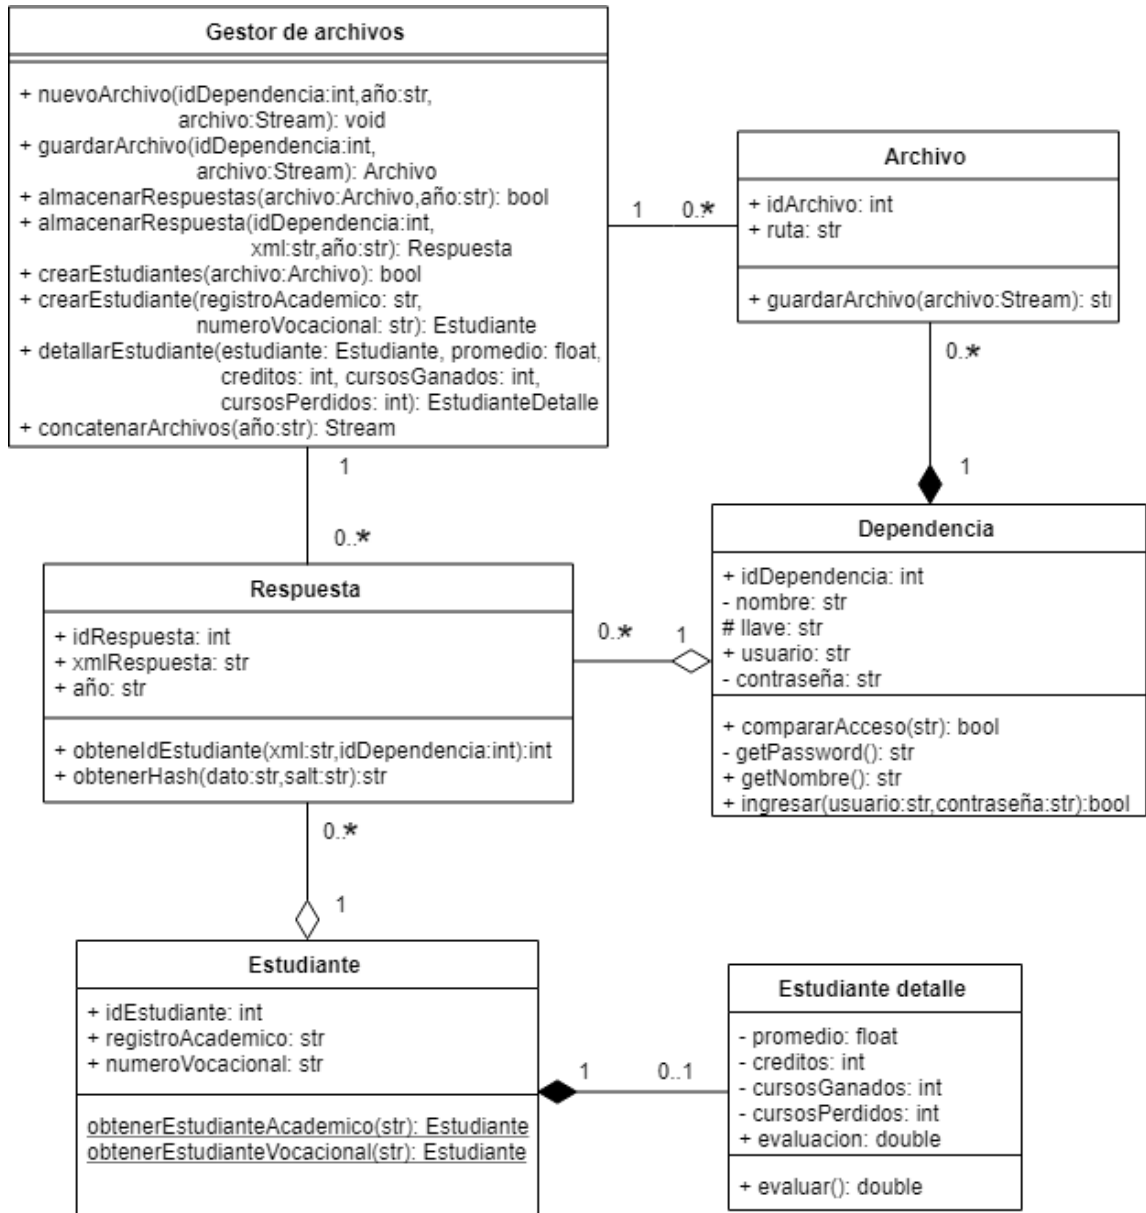 Gestor de archivos
+ nuevoArchivo(idDependencia:int,año:str,
archivo:Stream): void
+ guardarArchivo(idDependencia:int,
archivo:Stream): Archivo
+ almacenarRespuestas(archivo:Archivo,año:str): bool
+ almacenarRespuesta(idDependencia:int,
xml:str,año:str): Respuesta
+ crearEstudiantes(archivo:Archivo): bool
+ crearEstudiante(registroAcademico: str,
numeroVocacional: str): Estudiante
+ detallarEstudiante(estudiante: Estudiante, promedio: float,
creditos: int, cursosGanados: int,
cursosPerdidos: int): EstudianteDetalle
+ concatenarArchivos(año:str): Stream
1
0..*
Archivo
+ idArchivo: int
+ ruta: str
+ guardarArchivo(archivo:Stream): str
0..*
1
1
0..*
Dependencia
+ idDependencia: int
- nombre: str
# llave: str
+ usuario: str
- contraseña: str
+ compararAcceso(str): bool
- getPassword(): str
+ getNombre(): str
+ ingresar(usuario:str,contraseña:str):bool
0..*
1
Respuesta
+ idRespuesta: int
+ xmlRespuesta: str
+ año: str
+ obteneIdEstudiante(xml:str,idDependencia:int):int
+ obtenerHash(dato:str,salt:str):str
0..*
1
Estudiante
+ idEstudiante: int
+ registroAcademico: str
+ numeroVocacional: str
obtenerEstudianteAcademico(str): Estudiante
obtenerEstudianteVocacional(str): Estudiante
1
0..1
Estudiante detalle
- promedio: float
- creditos: int
- cursosGanados: int
- cursosPerdidos: int
+ evaluacion: double
+ evaluar(): double